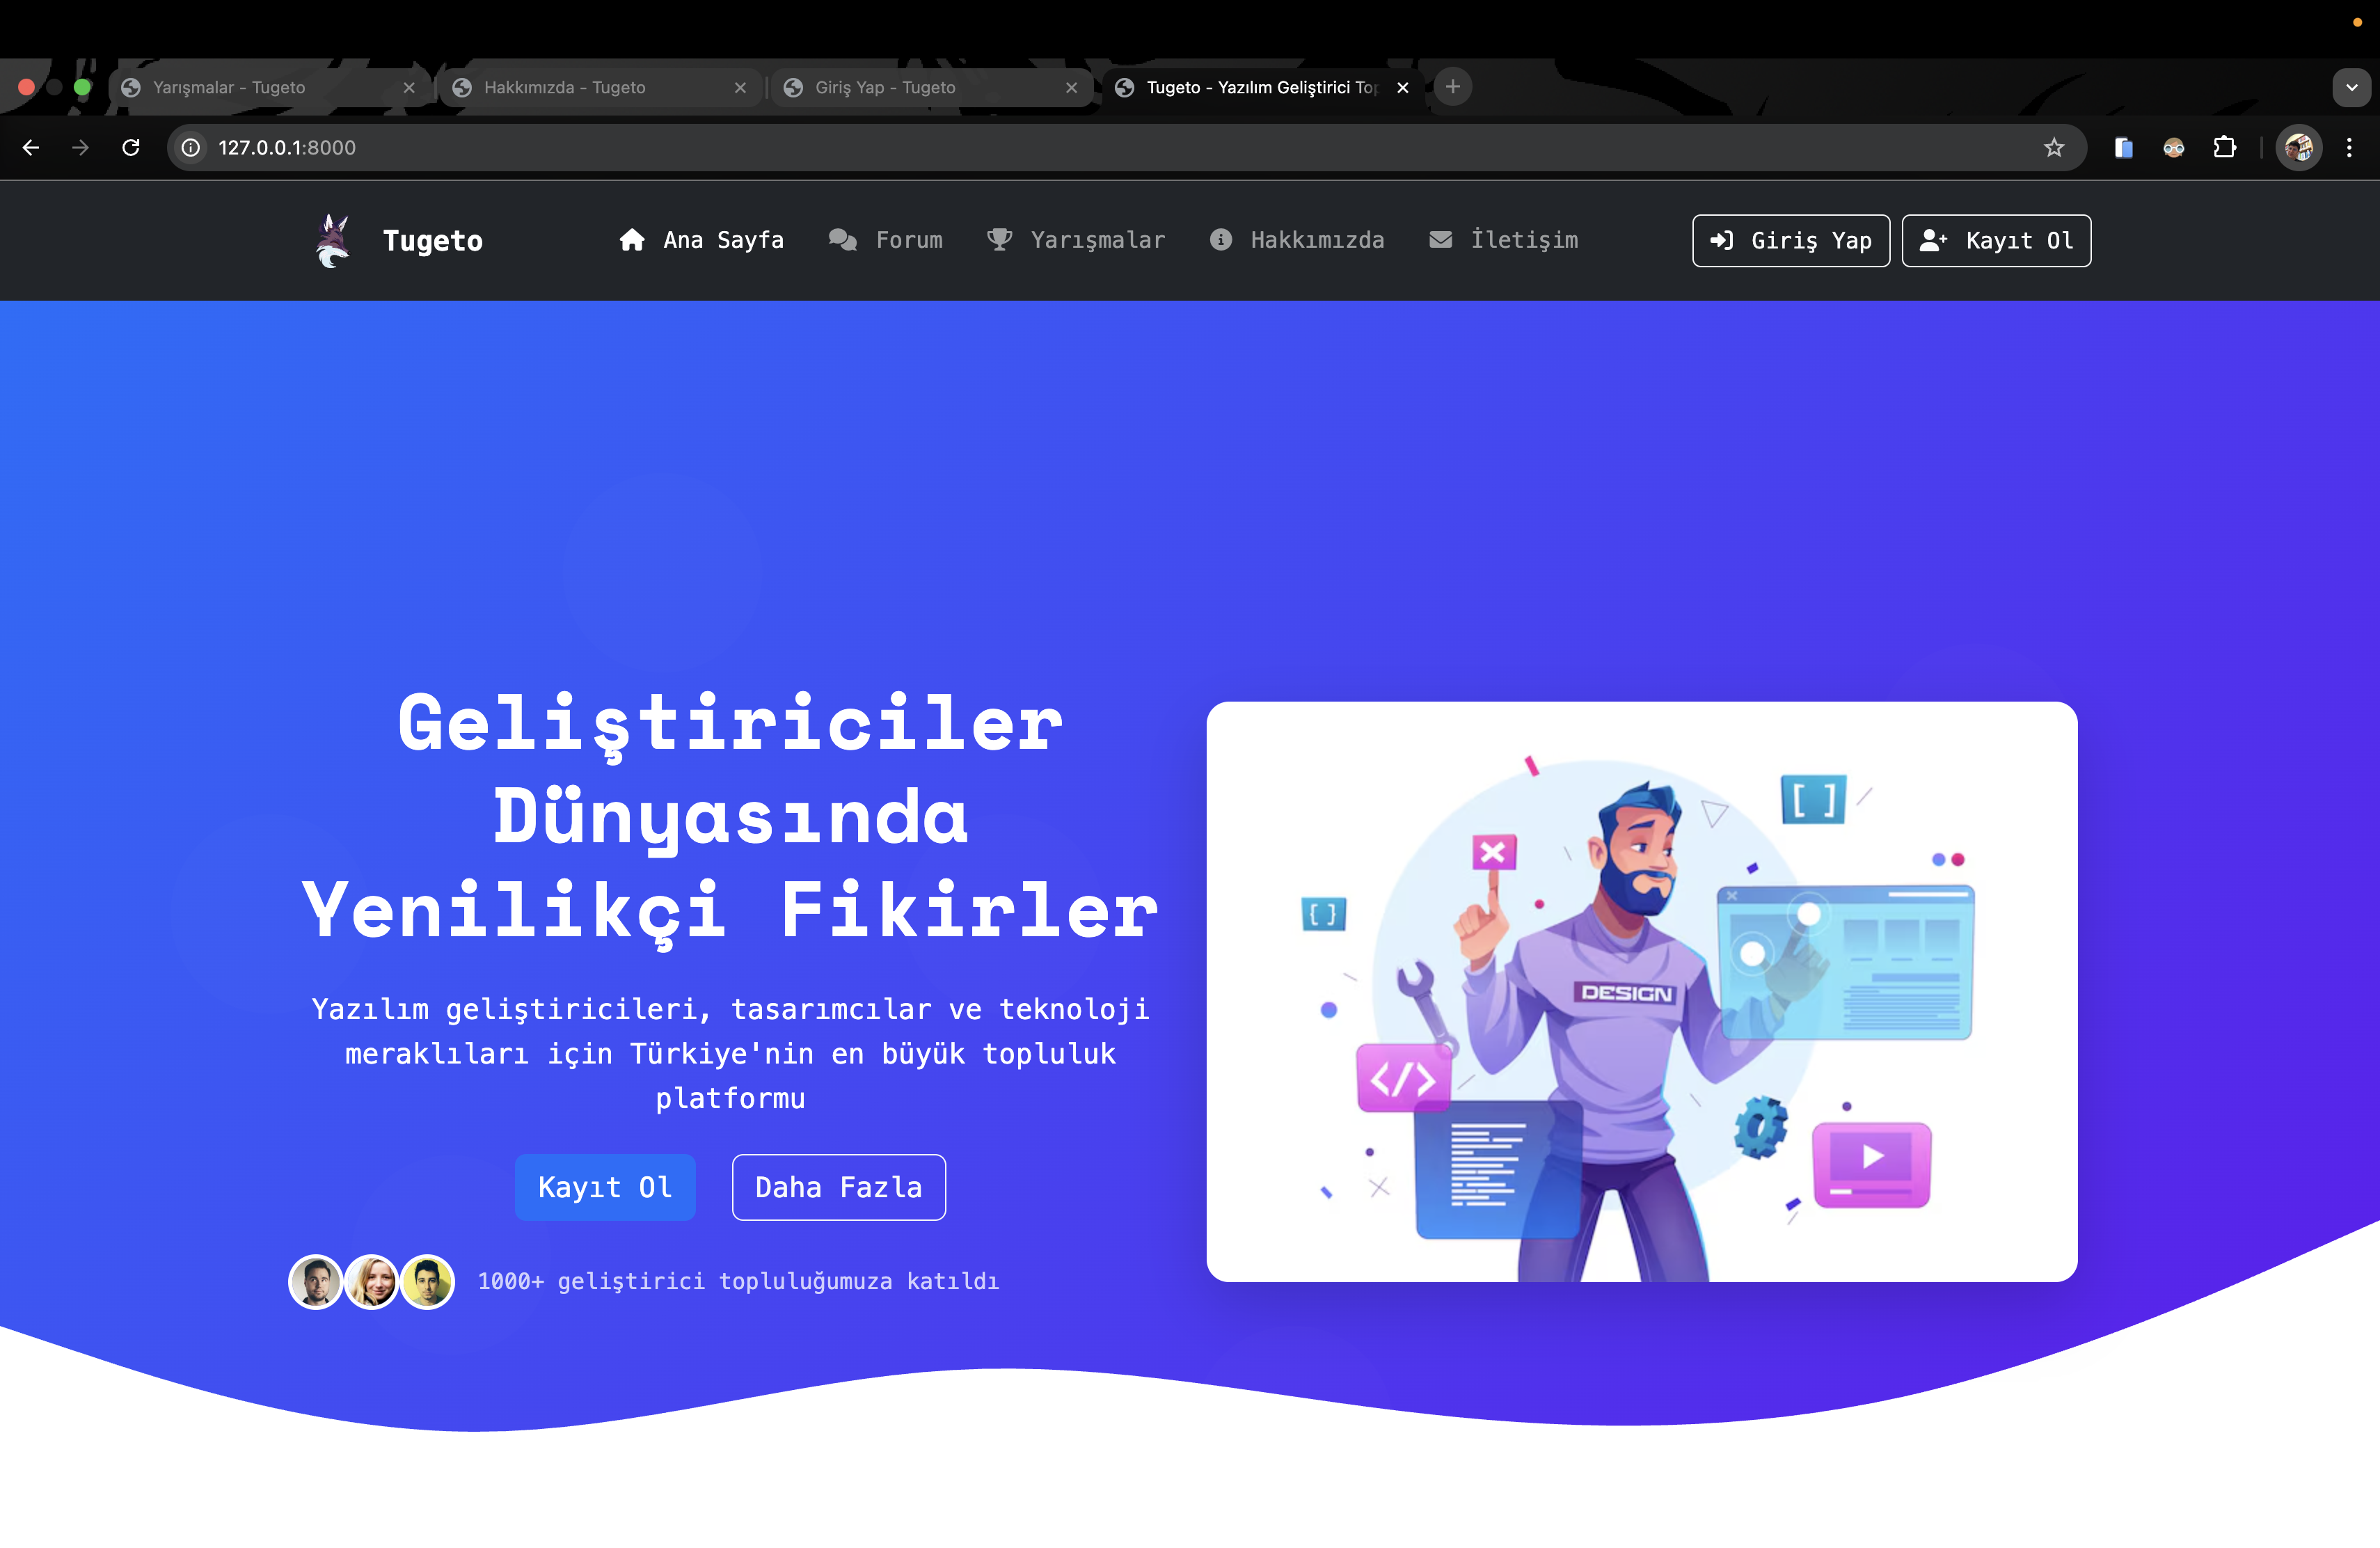 Yarışmalar - Tugeto
Hakkımızda - Tugeto
Giriş Yap - Tugeto
Tugeto - Yazılım Geliştirici Top
127.0.0.1:8000
Tugeto
Ana Sayfa
Forum
Yarışmalar
Hakkımızda
İletişim
Giriş Yap
Kayıt Ol
Geliştiriciler
Dünyasında
Yenilikçi Fikirler
Yazılım geliştiricileri, tasarımcılar ve teknoloji
meraklıları için Türkiye'nin en büyük topluluk
platformu
Kayıt Ol
Daha Fazla
1000+ geliştirici topluluğumuza katıldı
[ ]
{ }
DESIGN
</>